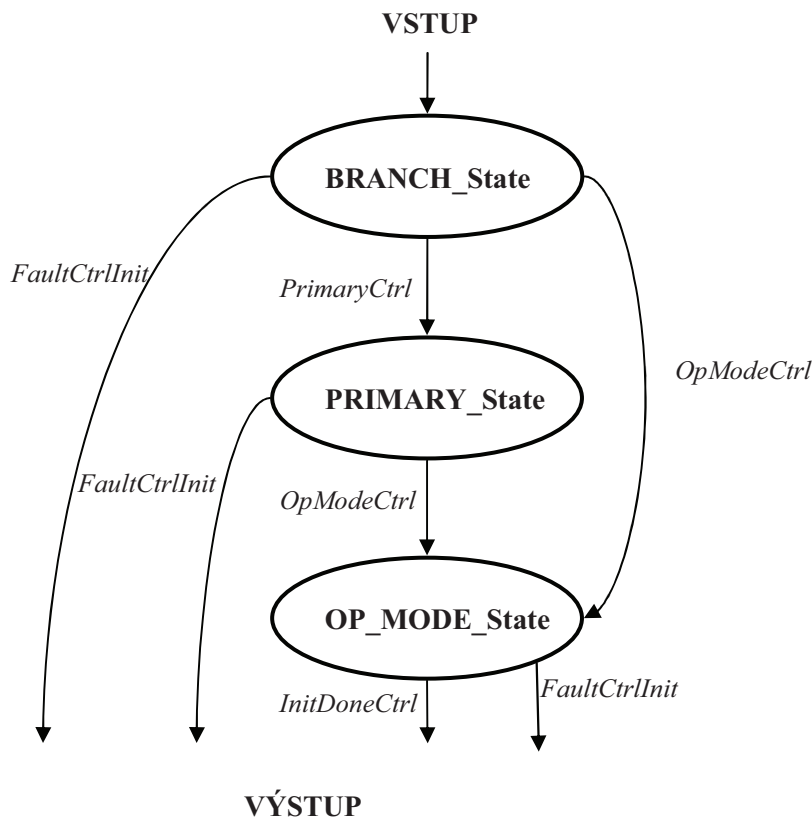 VSTUP
BRANCH_State
FaultCtrlInit
PrimaryCtrl
OpModeCtrl
PRIMARY_State
FaultCtrlInit
OpModeCtrl
OP_MODE_State
InitDoneCtrl
FaultCtrlInit
VÝSTUP